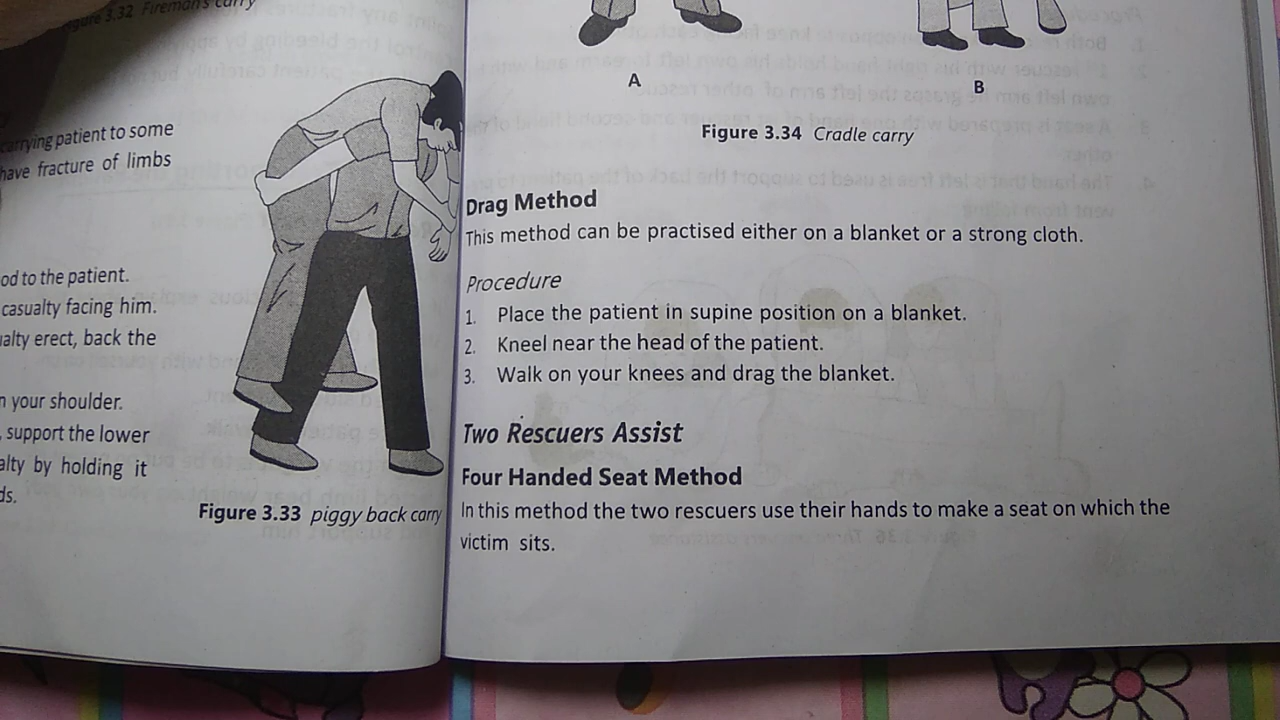 Figure 3.32 Fireman's carry
carrying patient to some
have fracture of limbs
od to the patient.
casualty facing him.
alty erect, back the
n your shoulder.
, support the lower
alty by holding it
ds.
Figure 3.33 piggy back carry
A
B
Figure 3.34 Cradle carry
Drag Method
This method can be practised either on a blanket or a strong cloth.
Procedure
1. Place the patient in supine position on a blanket.
2. Kneel near the head of the patient.
3. Walk on your knees and drag the blanket.
Two Rescuers Assist
Four Handed Seat Method
In this method the two rescuers use their hands to make a seat on which the
victim sits.